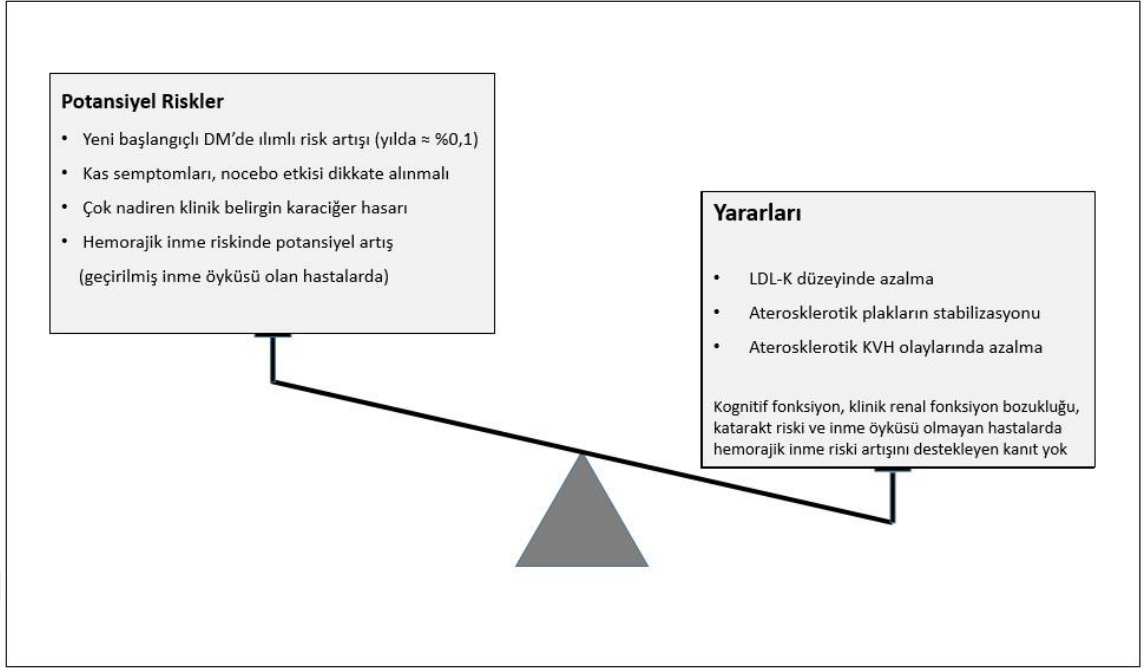 Potansiyel Riskler
• Yeni başlangıçlı DM’de ılımlı risk artışı (yılda ≈ %0,1)
• Kas semptomları, nocebo etkisi dikkate alınmalı
• Çok nadiren klinik belirgin karaciğer hasarı
• Hemorajik inme riskinde potansiyel artış
(geçirilmiş inme öyküsü olan hastalarda)
Yararları
• LDL-K düzeyinde azalma
• Aterosklerotik plakların stabilizasyonu
• Aterosklerotik KVH olaylarında azalma
Kognitif fonksiyon, klinik renal fonksiyon bozukluğu,
katarakt riski ve inme öyküsü olmayan hastalarda
hemorajik inme riski artışını destekleyen kanıt yok